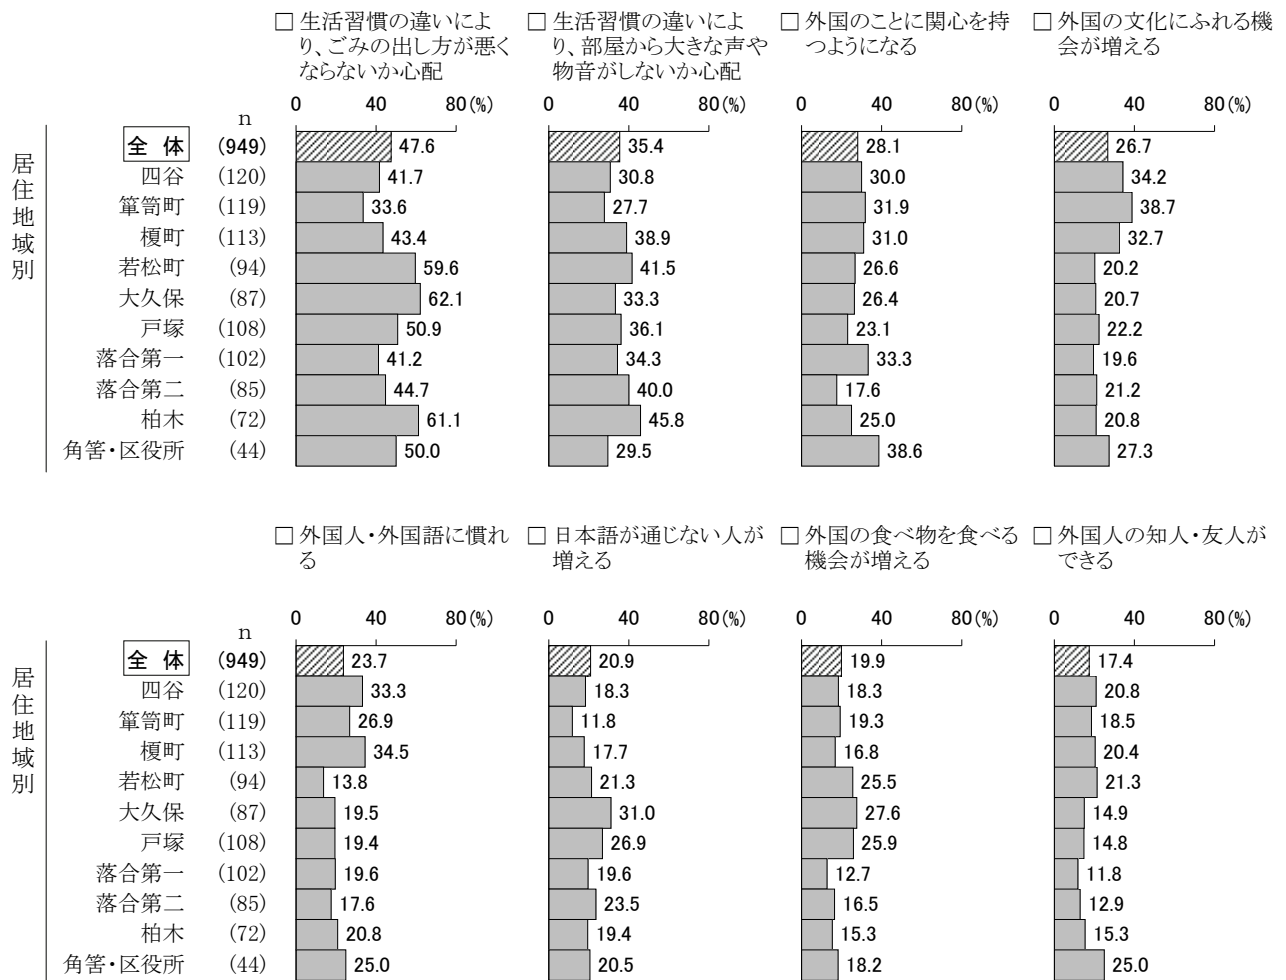 □ 生活習慣の違いによ
り、ごみの出し方が悪く
ならないか心配
□ 生活習慣の違いによ
り、部屋から大きな声や
物音がしないか心配
□ 外国のことに関心を持
つようになる
□ 外国の文化にふれる機
会が増える
0 40 80(%) 0 40 80(%) 0 40 80(%) 0 40 80(%)
n
居住地域別
全 体 (949) 47.6 35.4 28.1 26.7
四谷 (120) 41.7 30.8 30.0 34.2
箪笥町 (119) 33.6 27.7 31.9 38.7
榎町 (113) 43.4 38.9 31.0 32.7
若松町 (94) 59.6 41.5 26.6 20.2
大久保 (87) 62.1 33.3 26.4 20.7
戸塚 (108) 50.9 36.1 23.1 22.2
落合第一 (102) 41.2 34.3 33.3 19.6
落合第二 (85) 44.7 40.0 17.6 21.2
柏木 (72) 61.1 45.8 25.0 20.8
角筈・区役所 (44) 50.0 29.5 38.6 27.3
□ 外国人・外国語に慣れ
る
□ 日本語が通じない人が
増える
□ 外国の食べ物を食べる
機会が増える
□ 外国人の知人・友人が
できる
0 40 80(%) 0 40 80(%) 0 40 80(%) 0 40 80(%)
n
居住地域別
全 体 (949) 23.7 20.9 19.9 17.4
四谷 (120) 33.3 18.3 18.3 20.8
箪笥町 (119) 26.9 11.8 19.3 18.5
榎町 (113) 34.5 17.7 16.8 20.4
若松町 (94) 13.8 21.3 25.5 21.3
大久保 (87) 19.5 31.0 27.6 14.9
戸塚 (108) 19.4 26.9 25.9 14.8
落合第一 (102) 19.6 19.6 12.7 11.8
落合第二 (85) 17.6 23.5 16.5 12.9
柏木 (72) 20.8 19.4 15.3 15.3
角筈・区役所 (44) 25.0 20.5 18.2 25.0